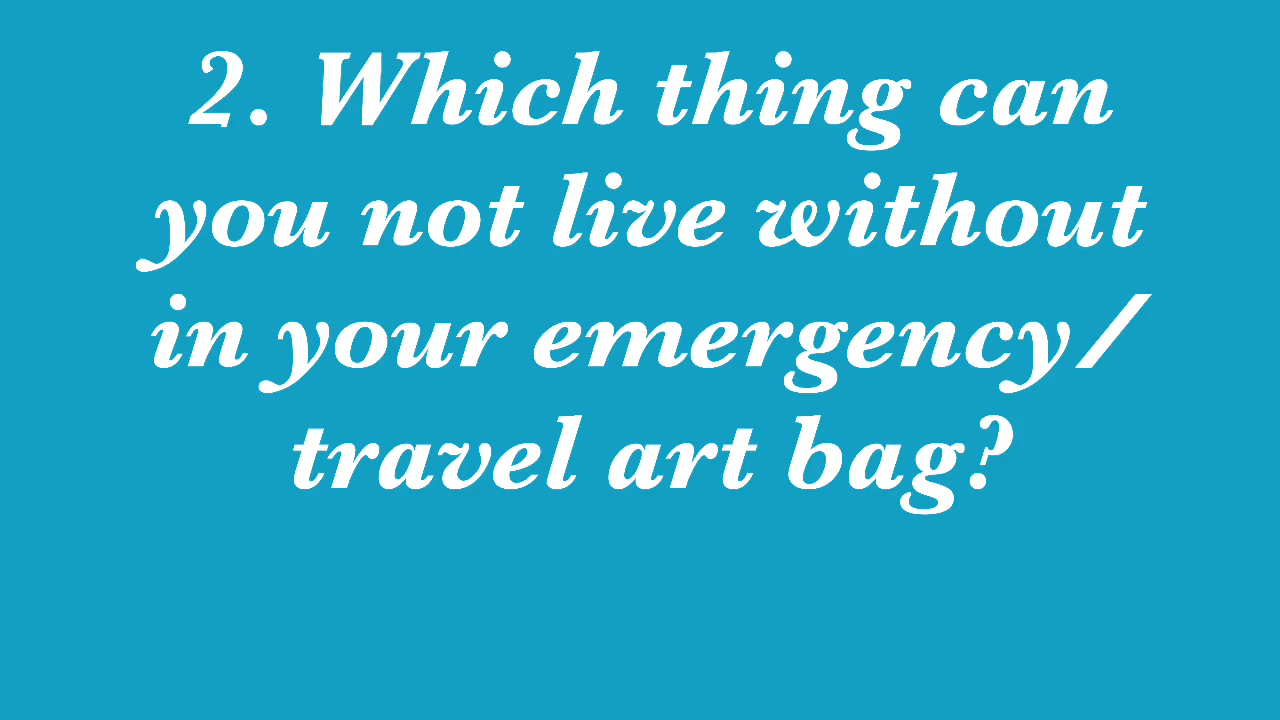 2. Which thing can
you not live without
in your emergency/
travel art bag?